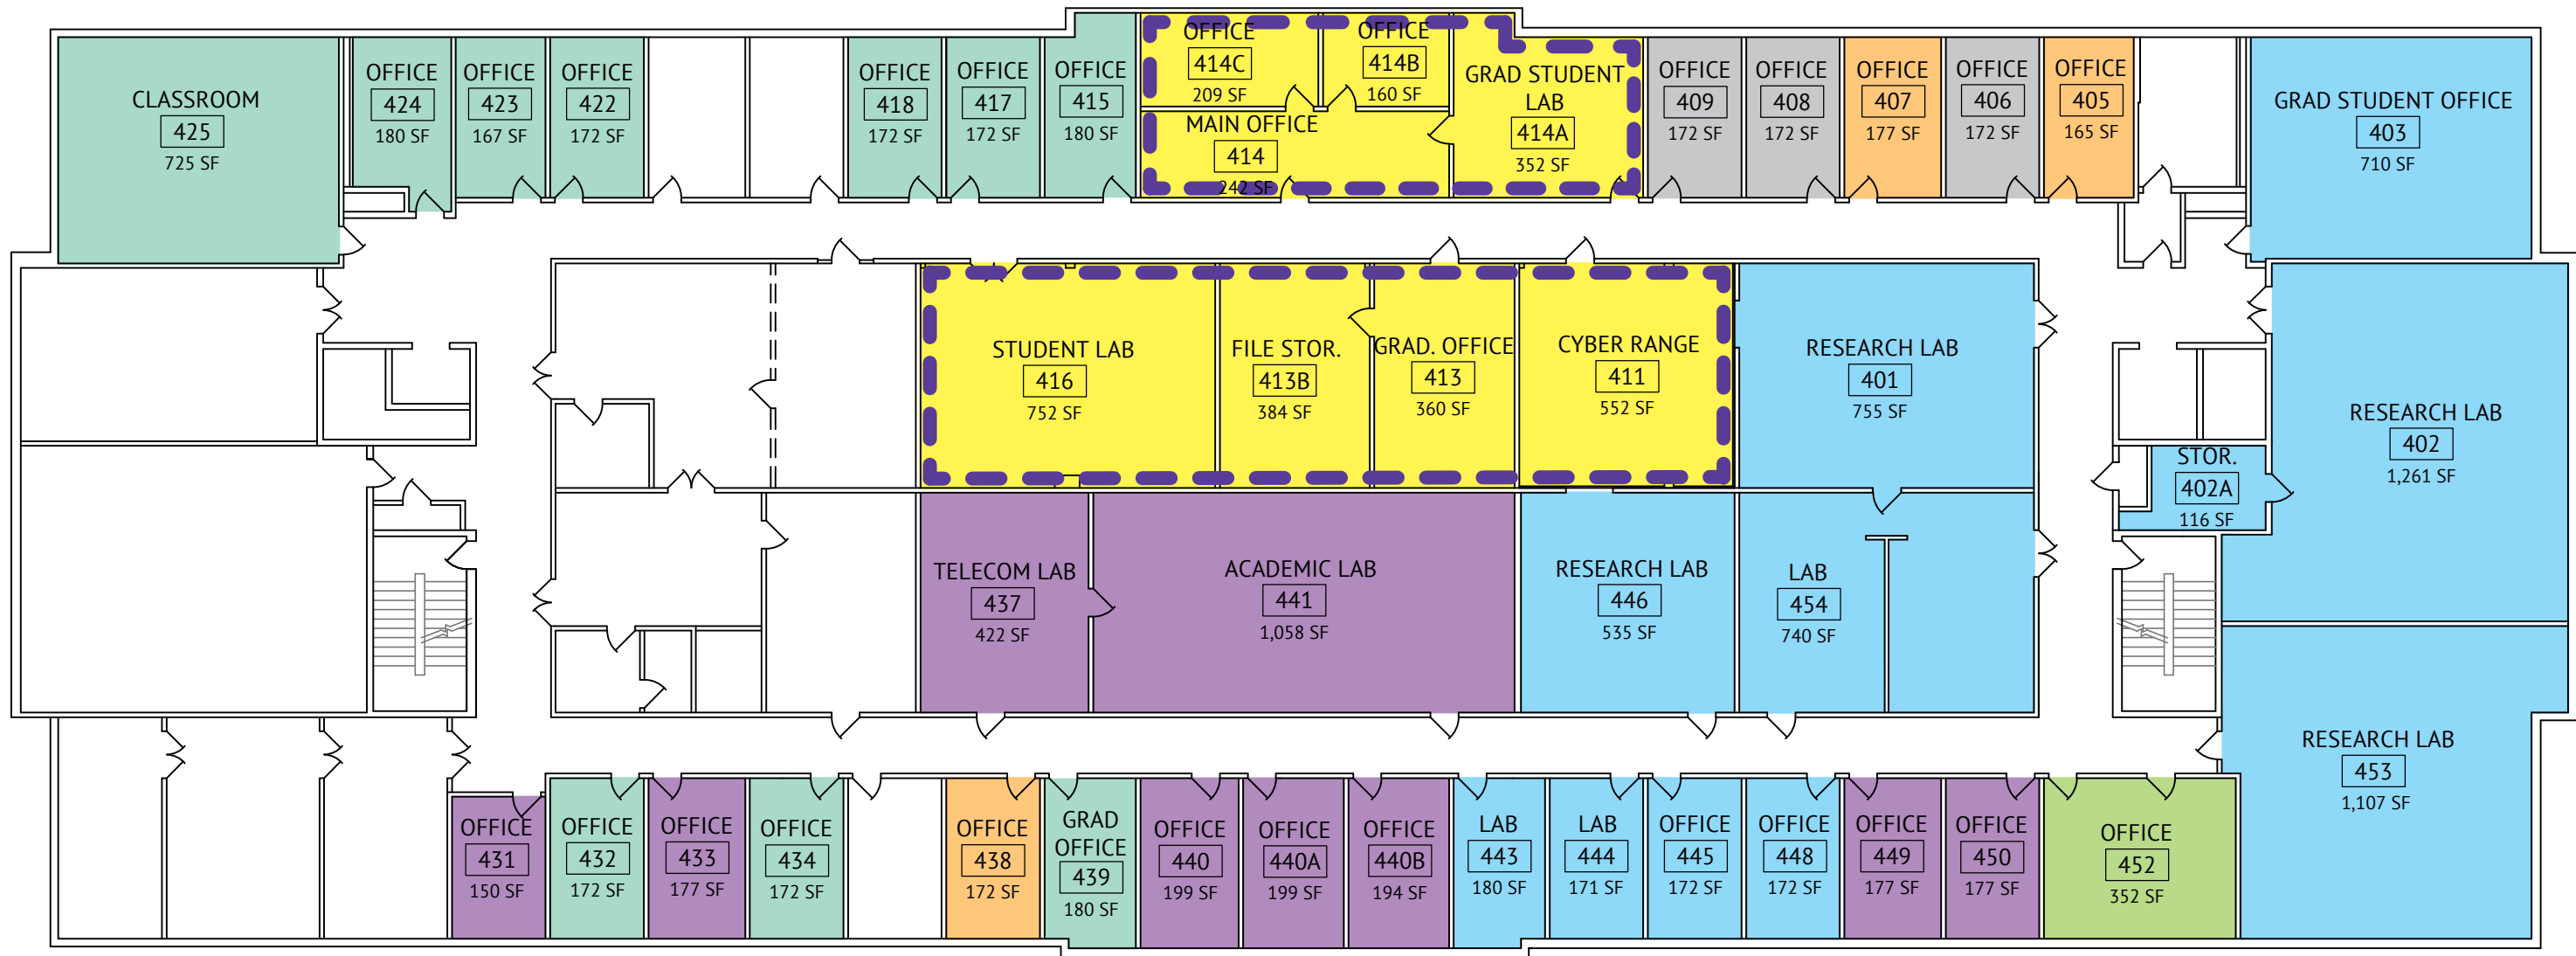 CLASSROOM
425
725 SF
OFFICE
424
180 SF
OFFICE
423
167 SF
OFFICE
422
172 SF
OFFICE
418
172 SF
OFFICE
417
172 SF
OFFICE
415
180 SF
OFFICE
414C
209 SF
OFFICE
414B
160 SF
MAIN OFFICE
414
242 SF
GRAD STUDENT
LAB
414A
352 SF
OFFICE
409
172 SF
OFFICE
408
172 SF
OFFICE
407
177 SF
OFFICE
406
172 SF
OFFICE
405
165 SF
GRAD STUDENT OFFICE
403
710 SF
STUDENT LAB
416
752 SF
FILE STOR.
413B
384 SF
GRAD. OFFICE
413
360 SF
CYBER RANGE
411
552 SF
RESEARCH LAB
401
755 SF
RESEARCH LAB
402
1,261 SF
STOR.
402A
116 SF
TELECOM LAB
437
422 SF
ACADEMIC LAB
441
1,058 SF
RESEARCH LAB
446
535 SF
LAB
454
740 SF
RESEARCH LAB
453
1,107 SF
OFFICE
431
150 SF
OFFICE
432
172 SF
OFFICE
433
177 SF
OFFICE
434
172 SF
OFFICE
438
172 SF
GRAD
OFFICE
439
180 SF
OFFICE
440
199 SF
OFFICE
440A
199 SF
OFFICE
440B
194 SF
LAB
443
180 SF
LAB
444
171 SF
OFFICE
445
172 SF
OFFICE
448
172 SF
OFFICE
449
177 SF
OFFICE
450
177 SF
OFFICE
452
352 SF